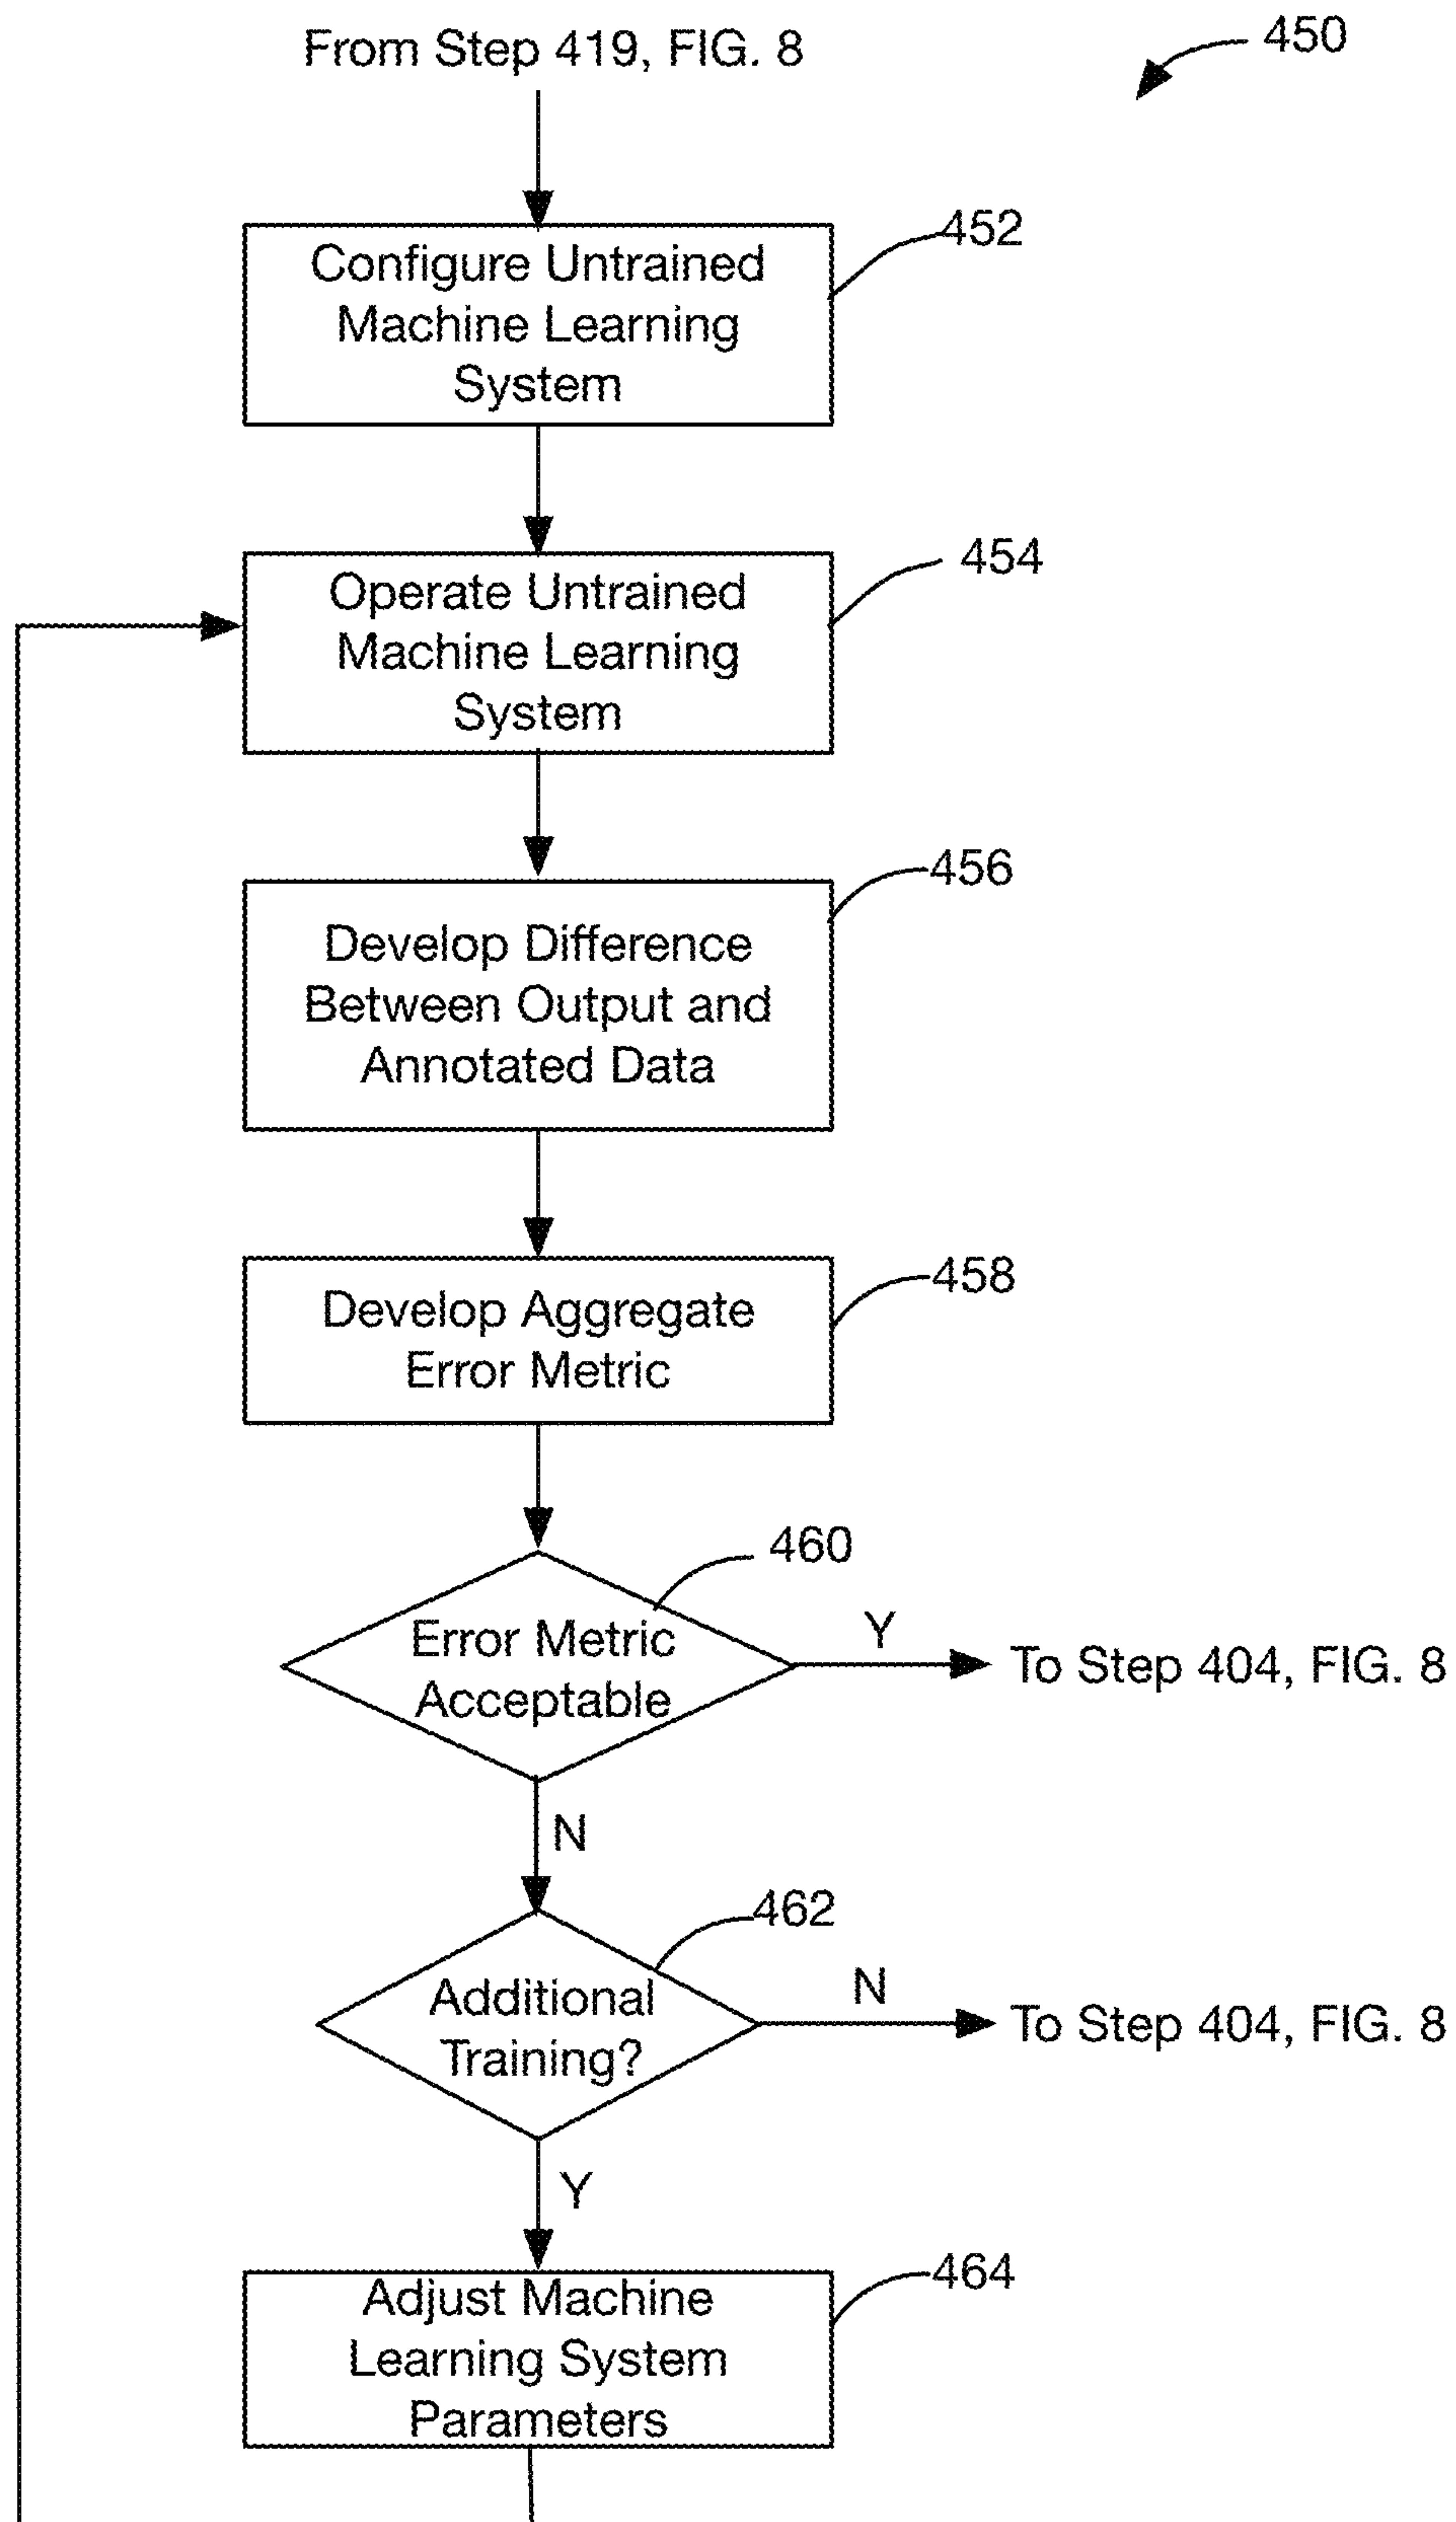 From Step 419, FIG. 8
450
Configure Untrained
Machine Learning
System
452
Operate Untrained
Machine Learning
System
454
Develop Difference
Between Output and
Annotated Data
456
Develop Aggregate
Error Metric
458
Error Metric
Acceptable
460
Y
To Step 404, FIG. 8
N
Additional
Training?
462
N
To Step 404, FIG. 8
Y
Adjust Machine
Learning System
Parameters
464